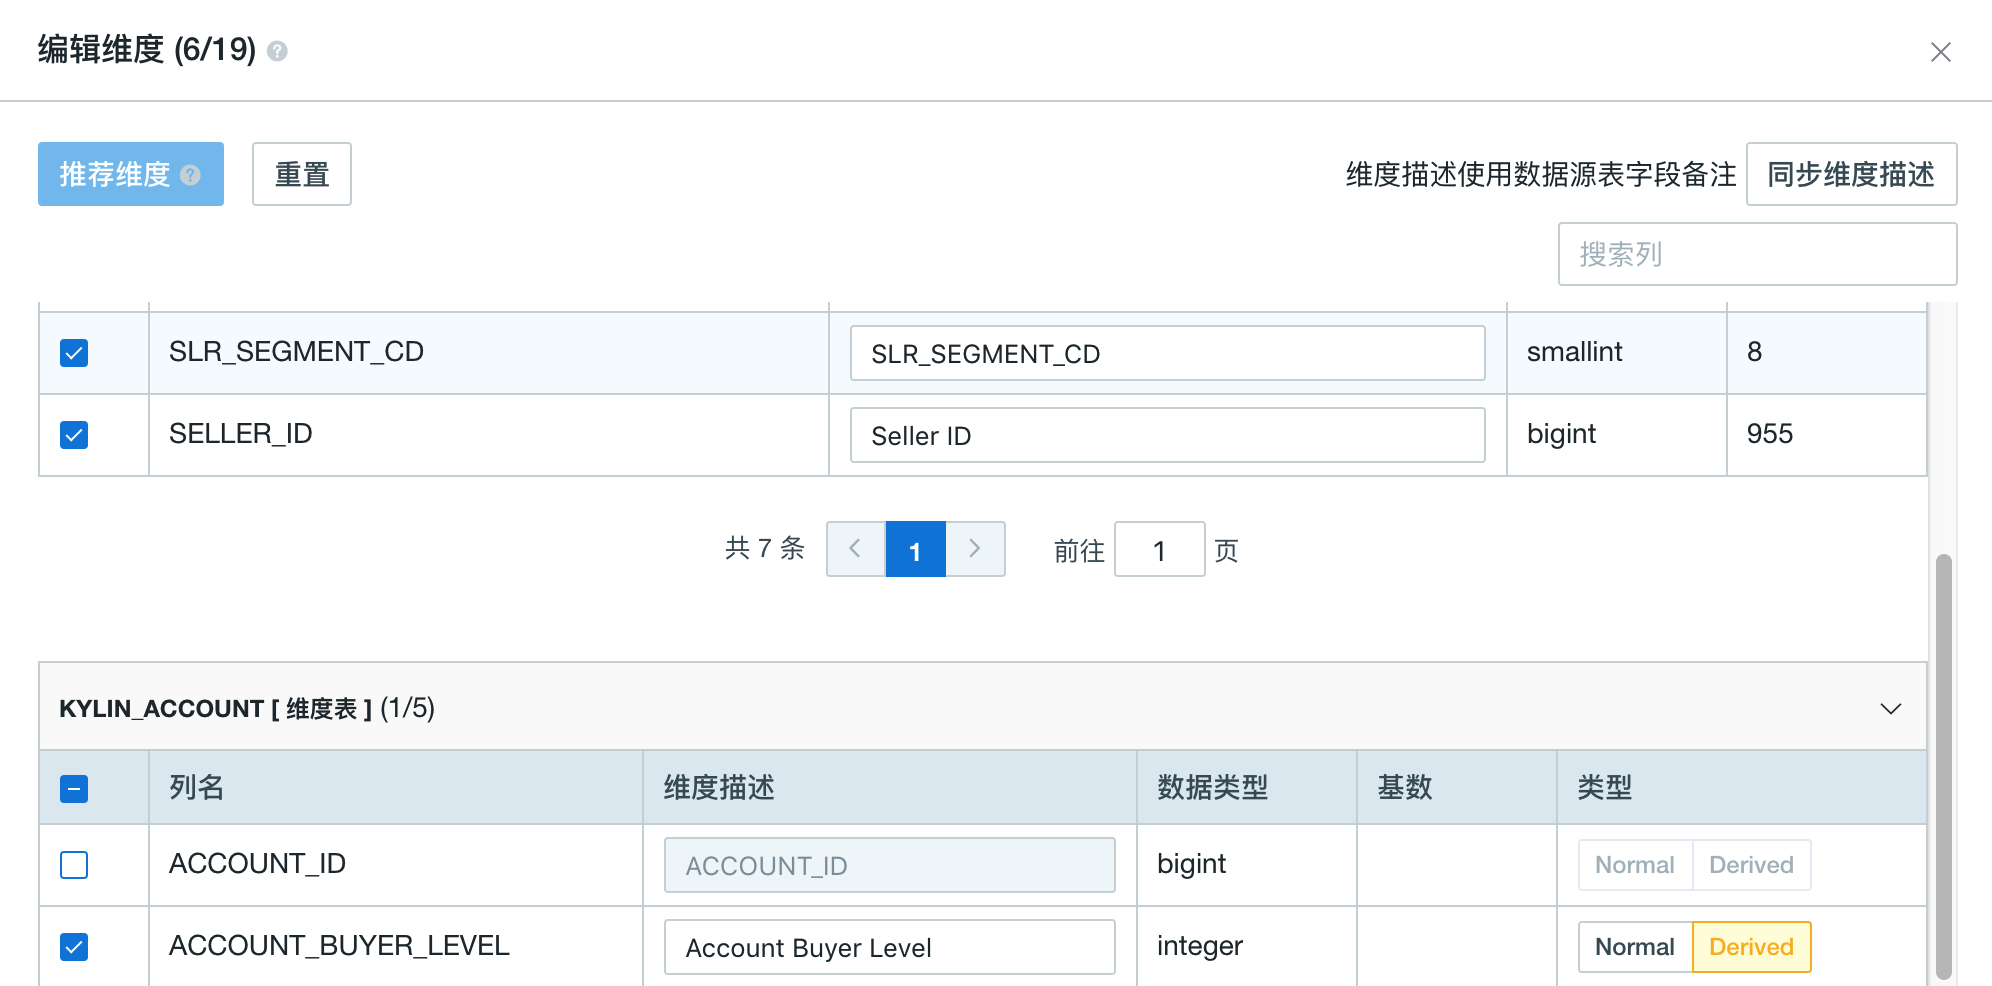 编辑维度 (6/19) ?
推荐维度 ? 重置 维度描述使用数据源表字段备注 同步维度描述
搜索列
SLR_SEGMENT_CD SLR_SEGMENT_CD smallint 8
SELLER_ID Seller ID bigint 955
共 7 条 1 前往 1 页
KYLIN_ACCOUNT [ 维度表 ] (1/5)
列名 维度描述 数据类型 基数 类型
ACCOUNT_ID ACCOUNT_ID bigint Normal Derived
ACCOUNT_BUYER_LEVEL Account Buyer Level integer Normal Derived